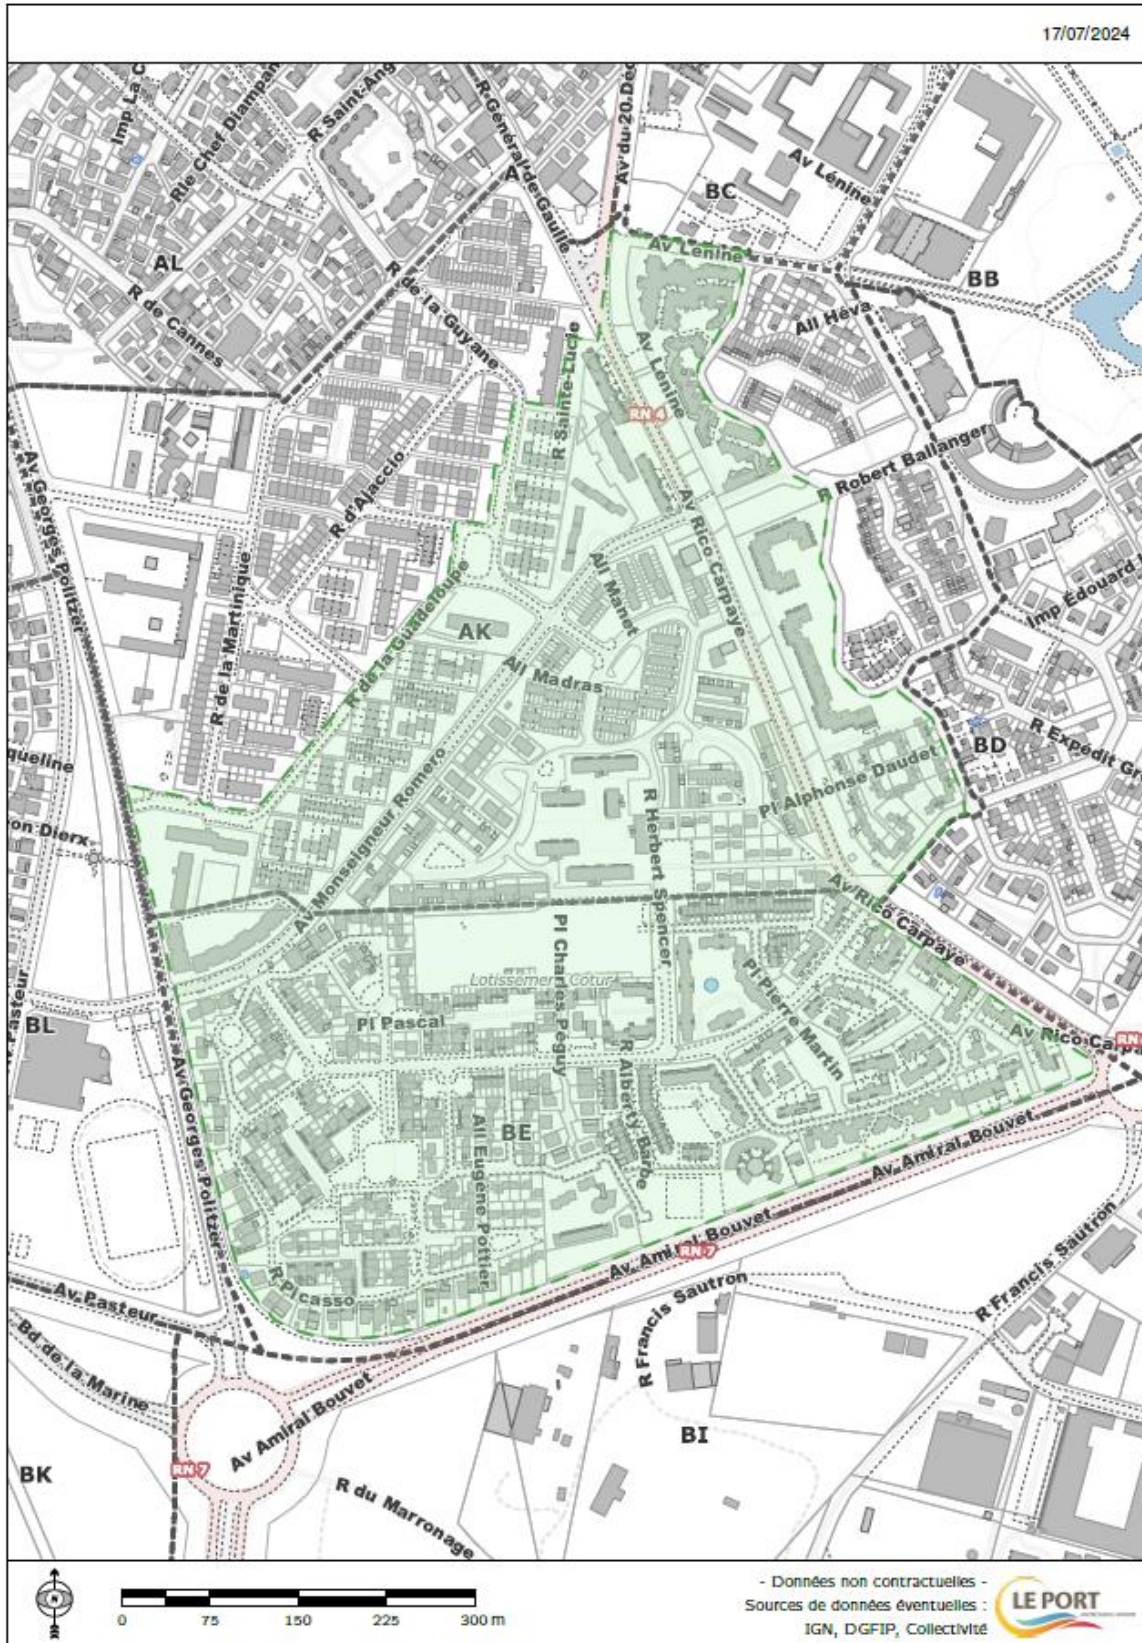 17/07/2024
Imp La C
Rle Chef Diampan
R Saint-Ang
R Général de Gaulle
Av du 20 Déc
Av Lénine
BC
A
AL
Av Lénine
BB
R de la Guyane
R de Cannes
All Héva
R Sainte-Lucie
Av Lénine
RN 4
R Robert Ballanger
Av Georges Politzer
R d'Ajaccio
Av Rico Carpaye
All Manet
Imp Édouard
R de la Guadeloupe
R de la Martinique
AK
All Madras
R Expédit Gr
BD
queline
Av Monseigneur Romero
Pl Alphonse Daudet
R Herbert Spencer
on Dierx
Av Rico Carpaye
Pl Charles Péguy
Lotissement Cotur
Pl Pierre Martin
Av Pasteur
BL
Pl Pascal
Av Rico Carpa
RN
R Alberty Barbe
Av Georges Politzer
All Eugène Pottier
BE
Av Amiral Bouvet
Av Amiral Bouvet
RN 7
R Francis Sautron
R Picasso
Av Pasteur
R Francis Sautron
Bd de la Marine
Av Amiral Bouvet
BI
RN 7
BK
R du Marronage
N
0 75 150 225 300 m
- Données non contractuelles -
Sources de données éventuelles :
IGN, DGFIP, Collectivité
LE PORT